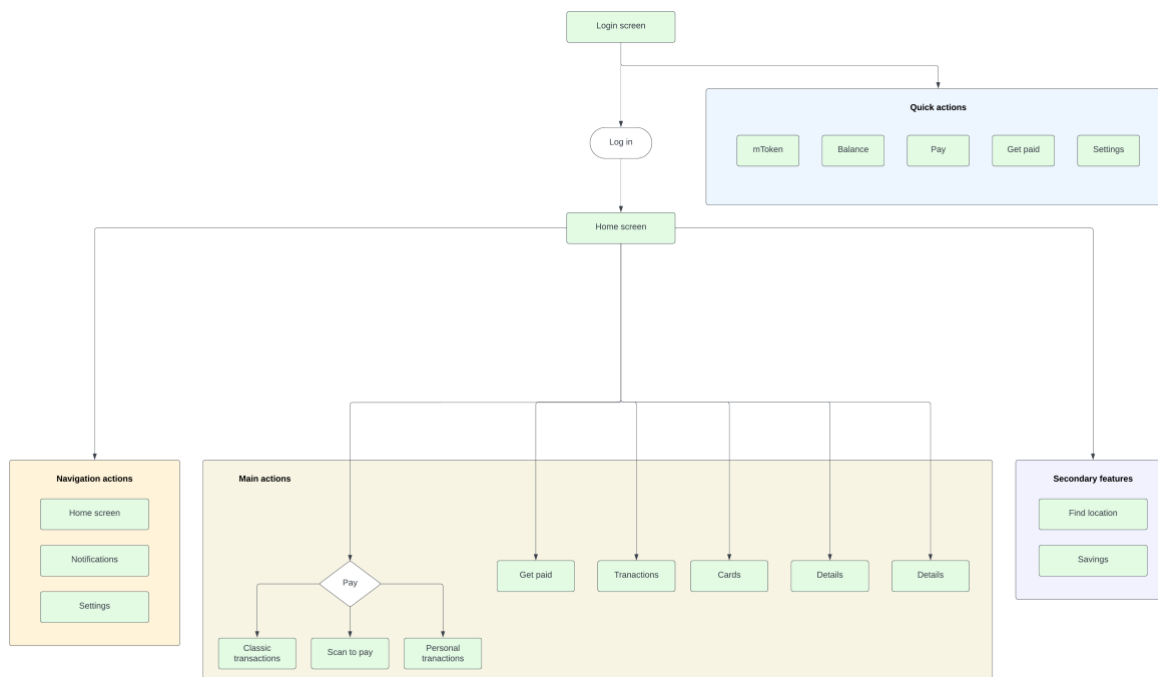 Login screen
Quick actions
mToken
Balance
Pay
Get paid
Settings
Log in
Home screen
Navigation actions
Home screen
Notifications
Settings
Main actions
Pay
Classic
transactions
Scan to pay
Personal
tranactions
Get paid
Tranactions
Cards
Details
Details
Secondary features
Find location
Savings